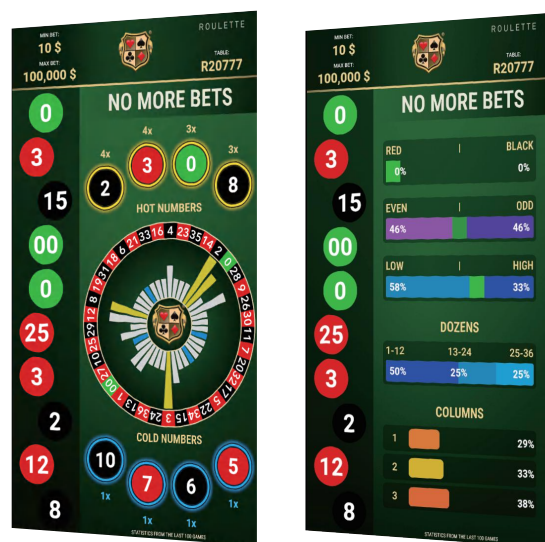 MIN BET:
10 $
MAX BET:
100,000 $
ROULETTE
TABLE:
R20777
NO MORE BETS
0
3
15
00
0
25
3
2
12
8
4x
4x
3x
3x
2
3
0
8
HOT NUMBERS
COLD NUMBERS
10
7
6
5
1x
1x
1x
1x
STATISTICS FROM THE LAST 100 GAMES
MIN BET:
10 $
MAX BET:
100,000 $
ROULETTE
TABLE:
R20777
NO MORE BETS
0
3
15
00
0
25
3
2
12
8
RED
BLACK
0%
0%
EVEN
ODD
46%
46%
LOW
HIGH
58%
33%
DOZENS
1-12 13-24 25-36
50% 25% 25%
COLUMNS
1 29%
2 33%
3 38%
STATISTICS FROM THE LAST 100 GAMES